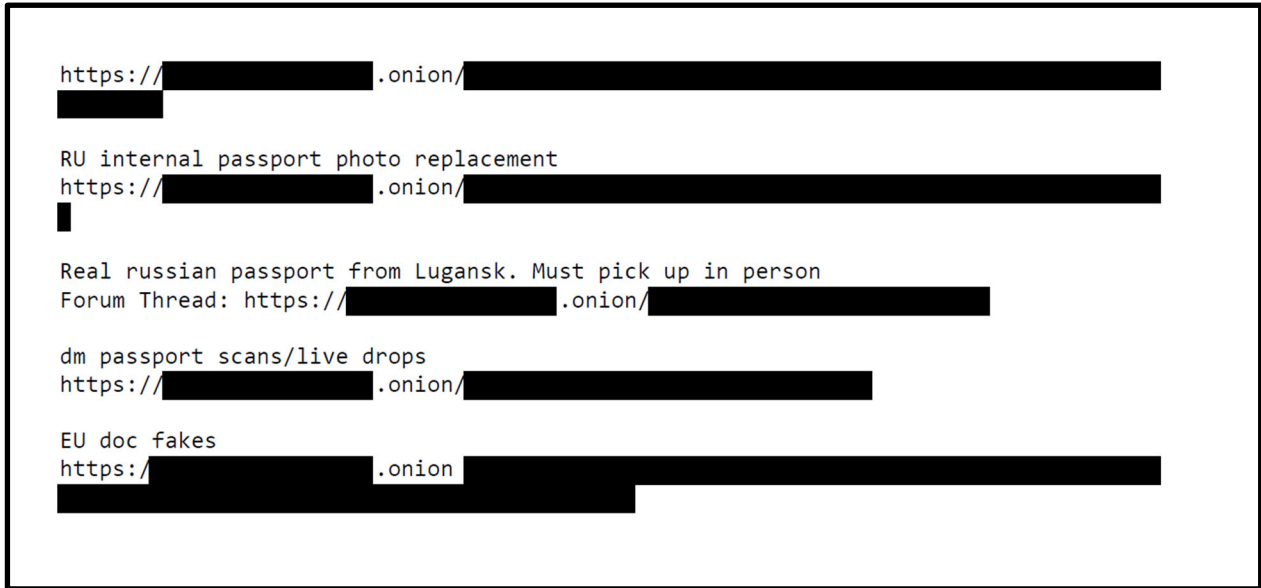 https:// .onion/
RU internal passport photo replacement
https:// .onion/
Real russian passport from Lugansk. Must pick up in person
Forum Thread: https:// .onion/
dm passport scans/live drops
https:// .onion/
EU doc fakes
https:/ .onion